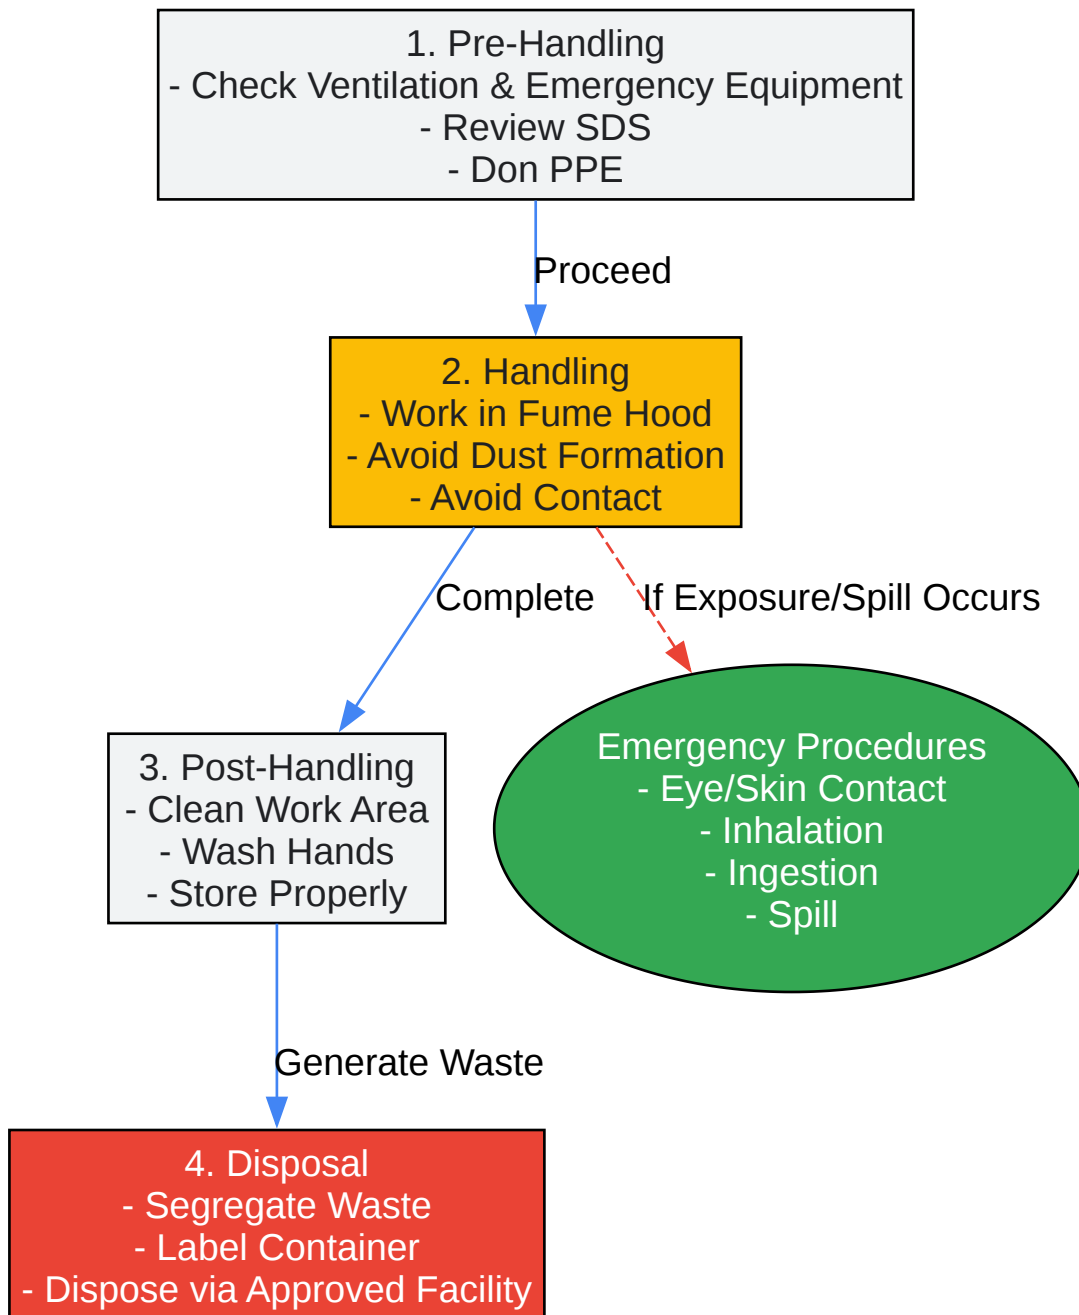 1. Pre-Handling
- Check Ventilation & Emergency Equipment
- Review SDS
- Don PPE
Proceed
2. Handling
- Work in Fume Hood
- Avoid Dust Formation
- Avoid Contact
Complete
If Exposure/Spill Occurs
3. Post-Handling
- Clean Work Area
- Wash Hands
- Store Properly
Emergency Procedures
- Eye/Skin Contact
- Inhalation
- Ingestion
- Spill
Generate Waste
4. Disposal
- Segregate Waste
- Label Container
- Dispose via Approved Facility